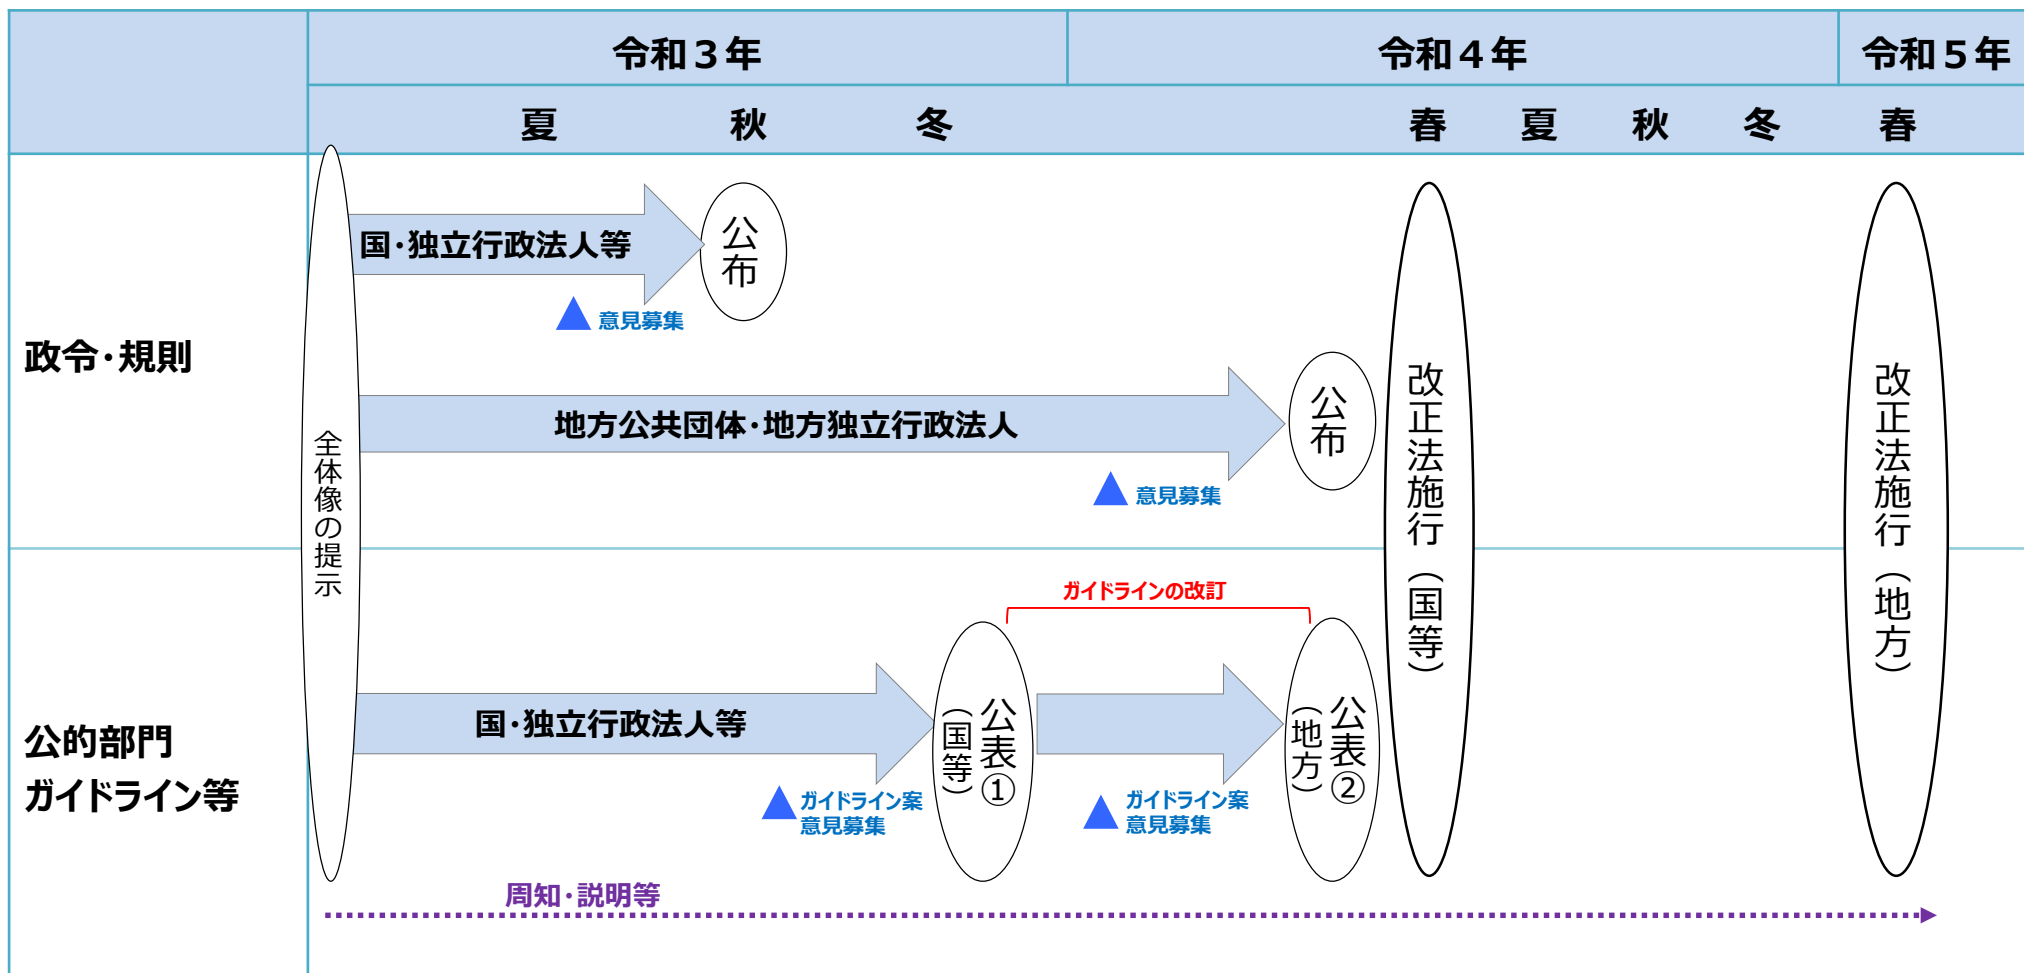 令和３年
令和４年
令和５年
夏
秋
冬
春
夏
秋
冬
春
全体像の提示
政令・規則
国・独立行政法人等
公布
意見募集
地方公共団体・地方独立行政法人
公布
意見募集
改正法施行（国等）
改正法施行（地方）
公的部門
ガイドライン等
ガイドラインの改訂
国・独立行政法人等
公表①
（国等）
公表②
（地方）
ガイドライン案
意見募集
ガイドライン案
意見募集
周知・説明等